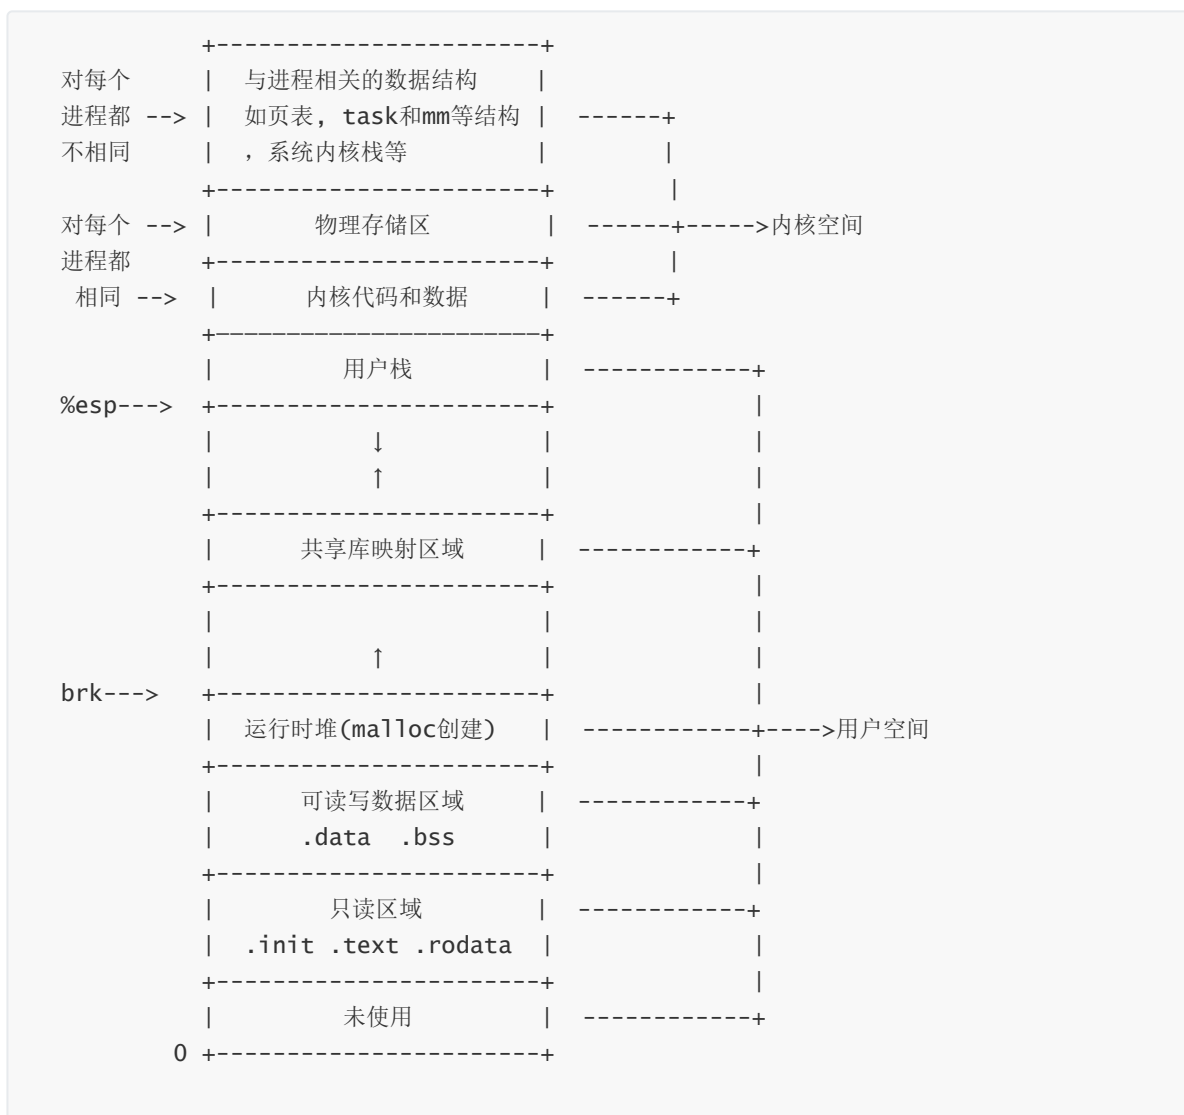 +-----------------------+
对每个     |  与进程相关的数据结构     |
进程都 --> |  如页表, task和mm等结构 |  ------+
不相同     |  ，系统内核栈等         |        |
          +-----------------------+        |
对每个 --> |       物理存储区        |  ------+----->内核空间
进程都     +-----------------------+        |
 相同 -->  |      内核代码和数据     |  ------+
          +———————————————————————+
          |         用户栈         |  ------------+
%esp--->  +-----------------------+              |
          |           ↓           |              |
          |           ↑           |              |
          +-----------------------+              |
          |      共享库映射区域     |  ------------+
          +-----------------------+              |
          |                       |              |
          |           ↑           |              |
brk--->   +-----------------------+              |
          |  运行时堆(malloc创建)   |  ------------+---->用户空间
          +-----------------------+              |
          |      可读写数据区域     |  ------------+
          |      .data  .bss      |              |
          +-----------------------+              |
          |        只读区域        |  ------------+
          |  .init .text .rodata  |              |
          +-----------------------+              |
          |         未使用         |  ------------+
        0 +-----------------------+